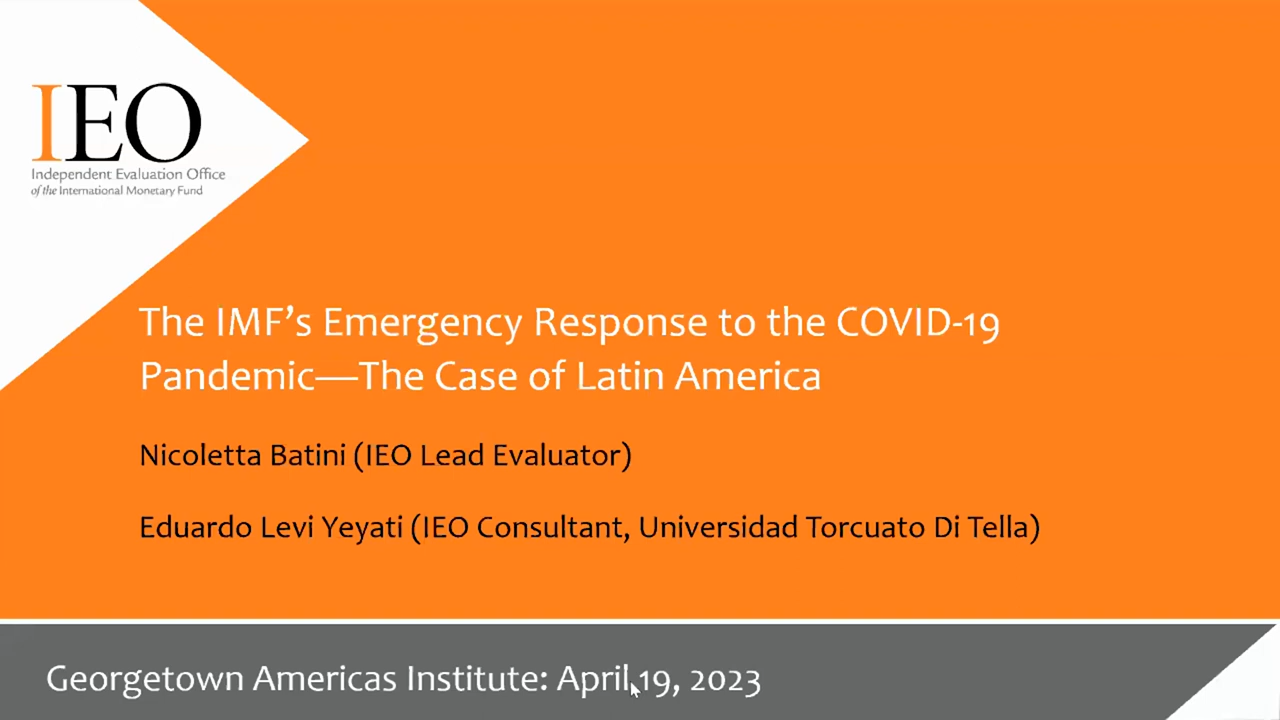 IEO
Independent Evaluation Office
of the International Monetary Fund
The IMF’s Emergency Response to the COVID-19
Pandemic—The Case of Latin America
Nicoletta Batini (IEO Lead Evaluator)
Eduardo Levi Yeyati (IEO Consultant, Universidad Torcuato Di Tella)
Georgetown Americas Institute: April 19, 2023